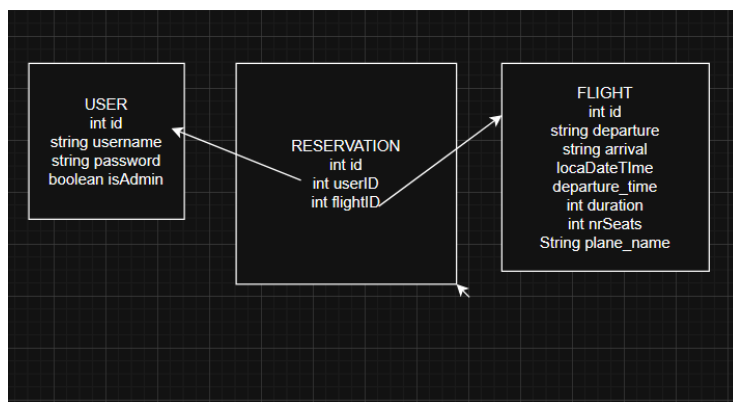 USER
int id
string username
string password
boolean isAdmin
RESERVATION
int id
int userID
int flightID
FLIGHT
int id
string departure
string arrival
locaDateTIme
departure_time
int duration
int nrSeats
String plane_name